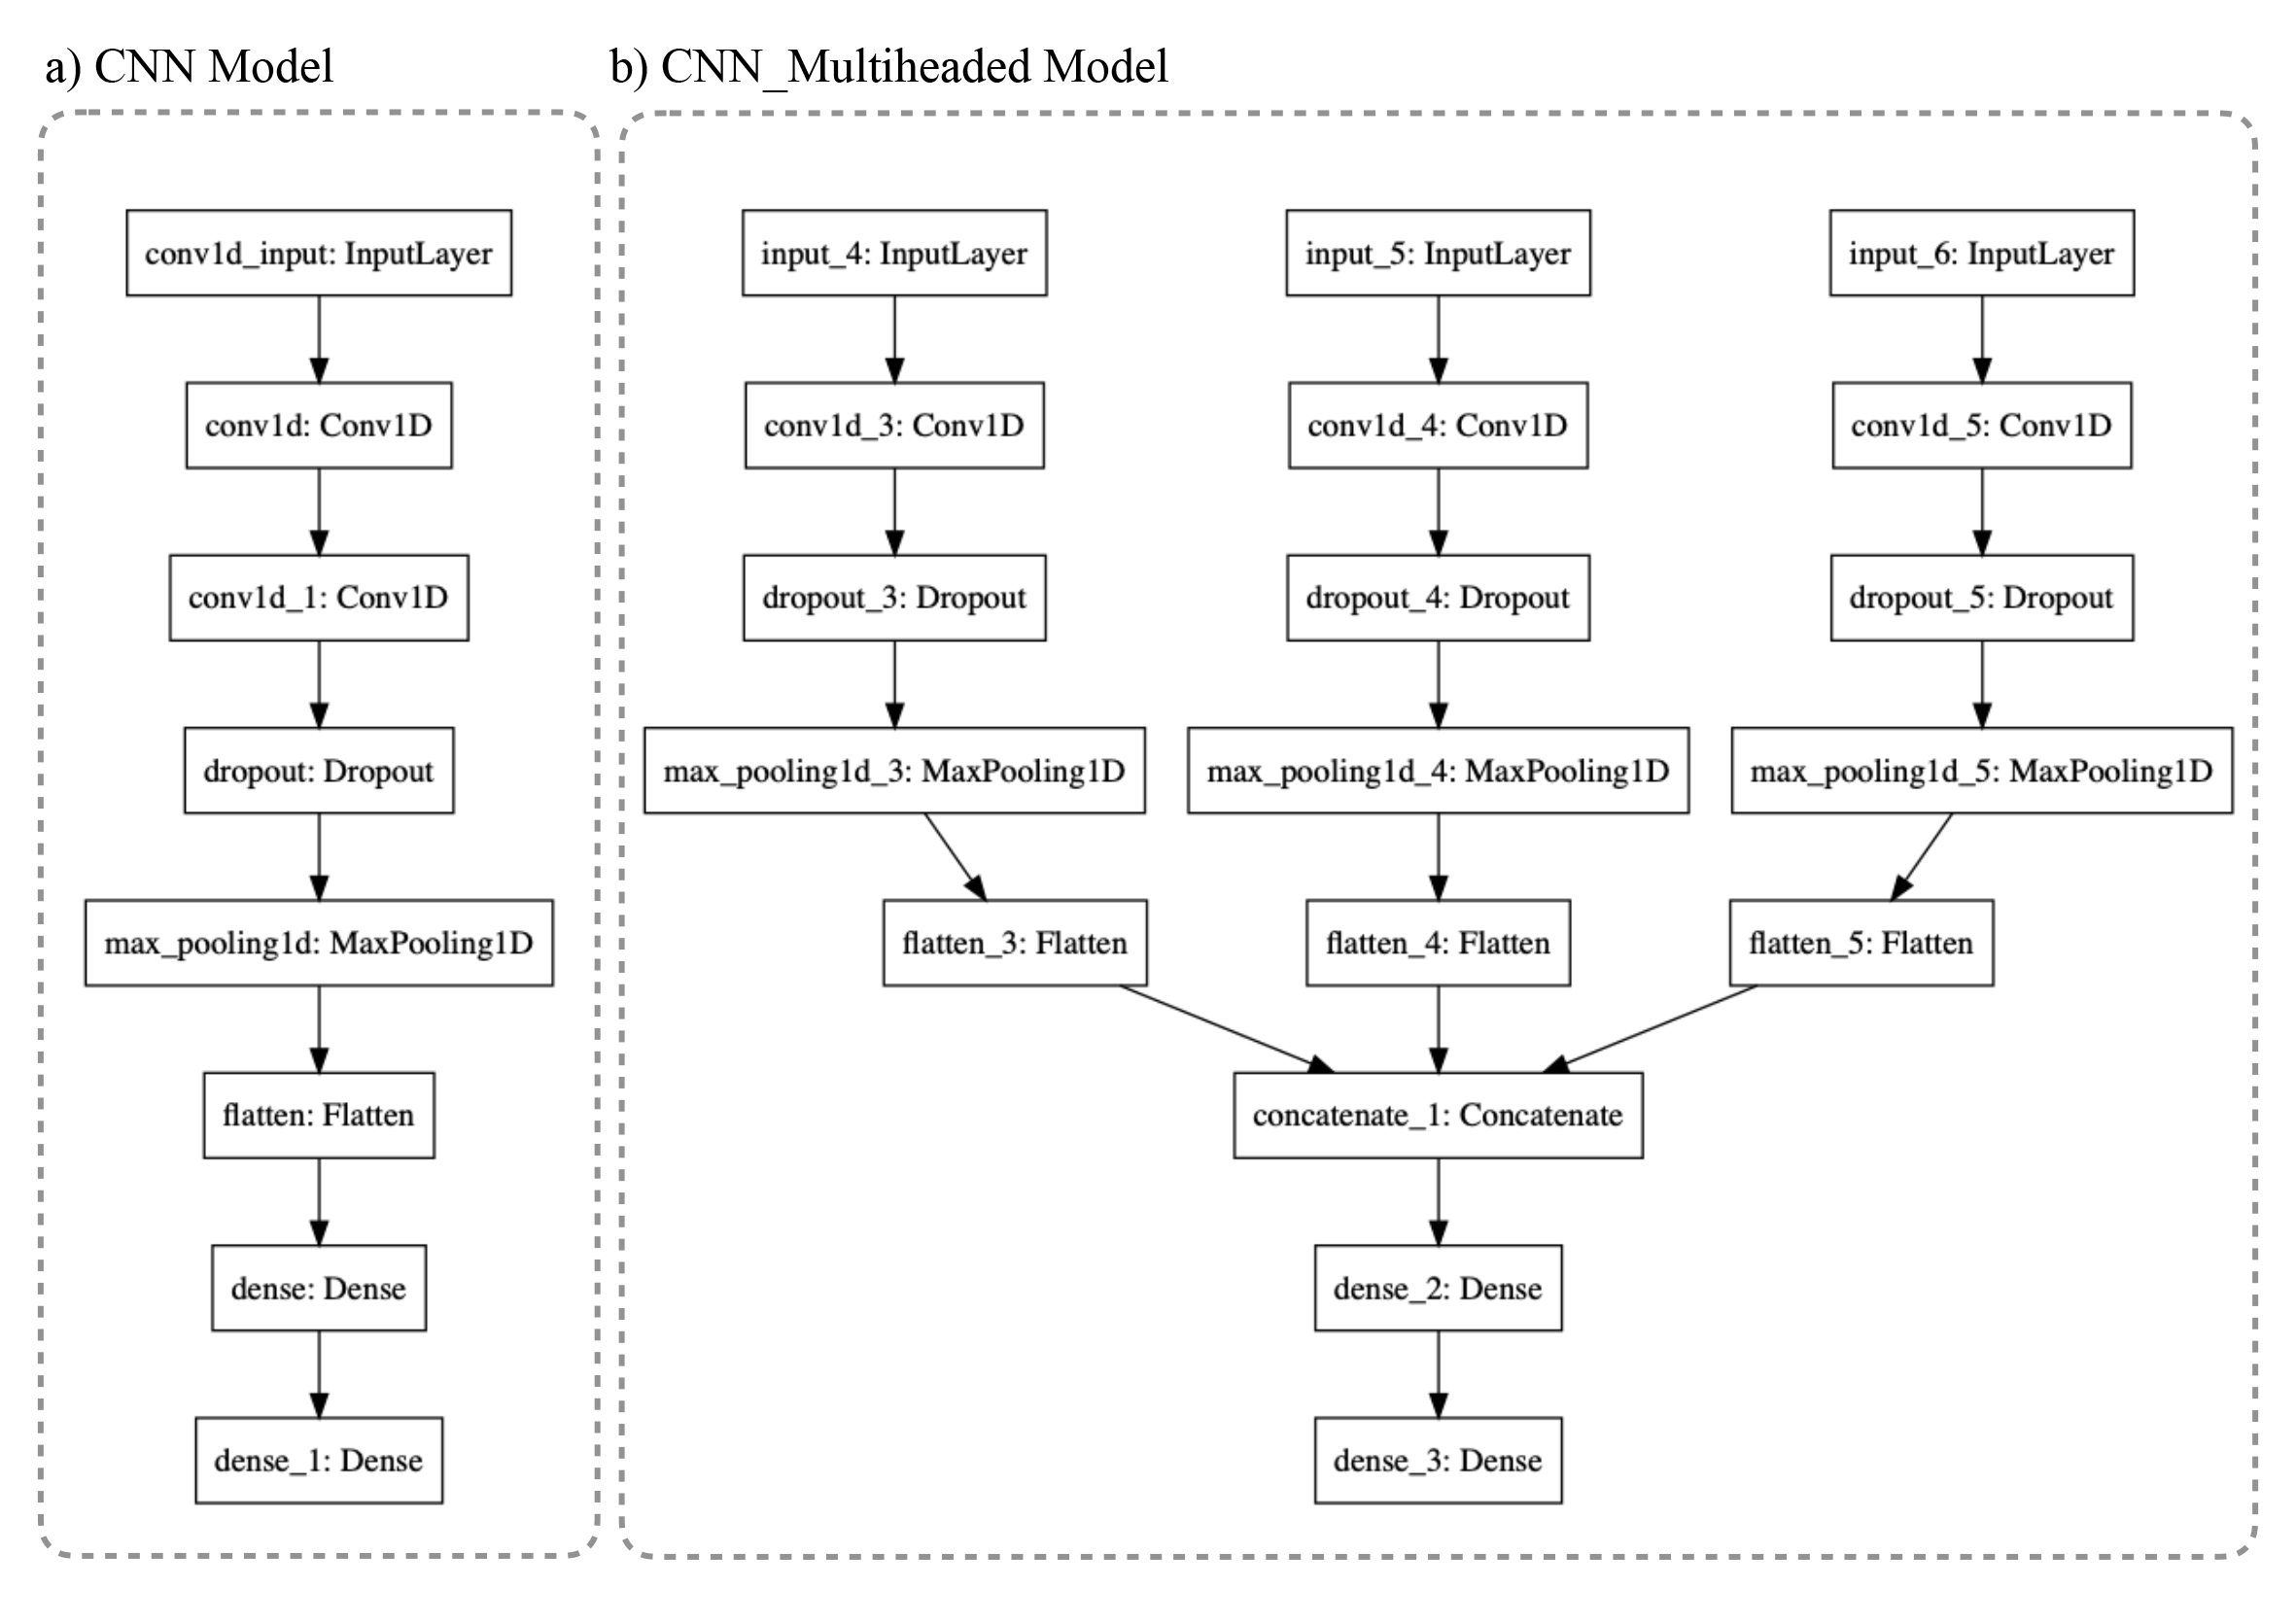 a) CNN Model
conv1d_input: InputLayer
conv1d: Conv1D
conv1d_1: Conv1D
dropout: Dropout
max_pooling1d: MaxPooling1D
flatten: Flatten
dense: Dense
dense_1: Dense
b) CNN_Multiheaded Model
input_4: InputLayer
input_5: InputLayer
input_6: InputLayer
conv1d_3: Conv1D
conv1d_4: Conv1D
conv1d_5: Conv1D
dropout_3: Dropout
dropout_4: Dropout
dropout_5: Dropout
max_pooling1d_3: MaxPooling1D
max_pooling1d_4: MaxPooling1D
max_pooling1d_5: MaxPooling1D
flatten_3: Flatten
flatten_4: Flatten
flatten_5: Flatten
concatenate_1: Concatenate
dense_2: Dense
dense_3: Dense